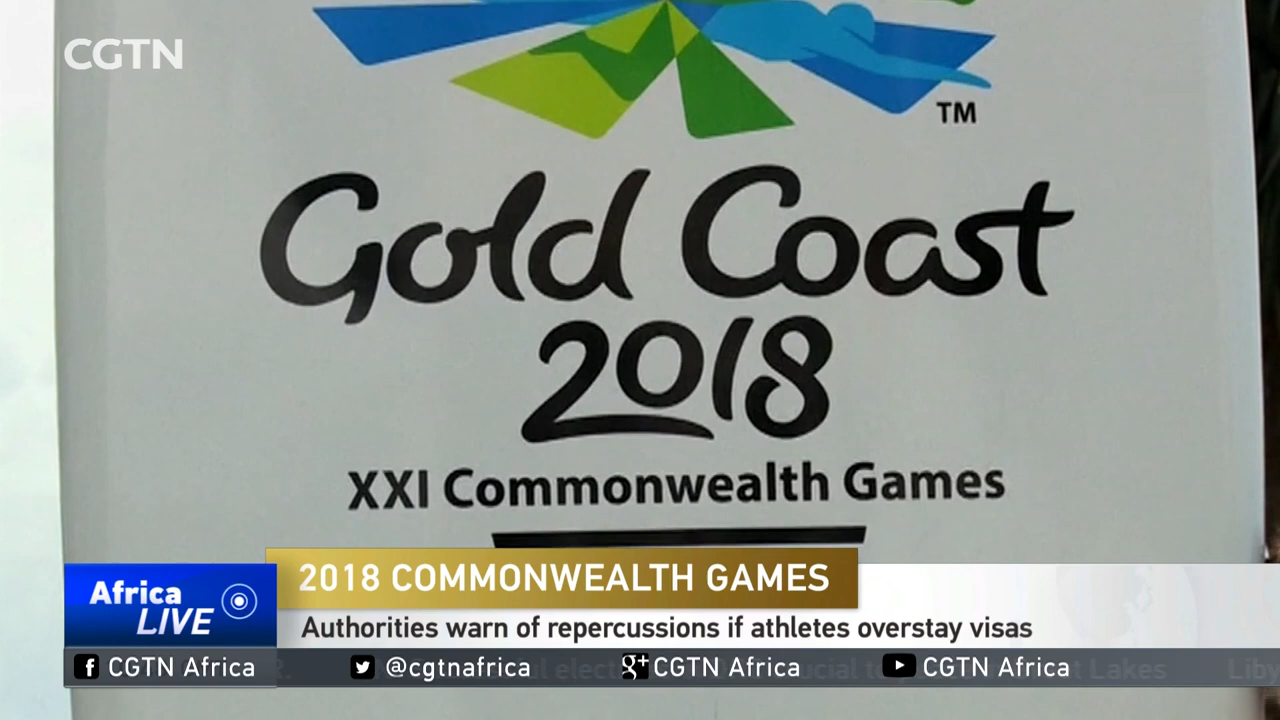 CGTN
TM
Gold Coast
2018
XXI Commonwealth Games
2018 COMMONWEALTH GAMES
Africa
LIVE
Authorities warn of repercussions if athletes overstay visas
f CGTN Africa @cgtnafrica g+ CGTN Africa CGTN Africa
Lakes